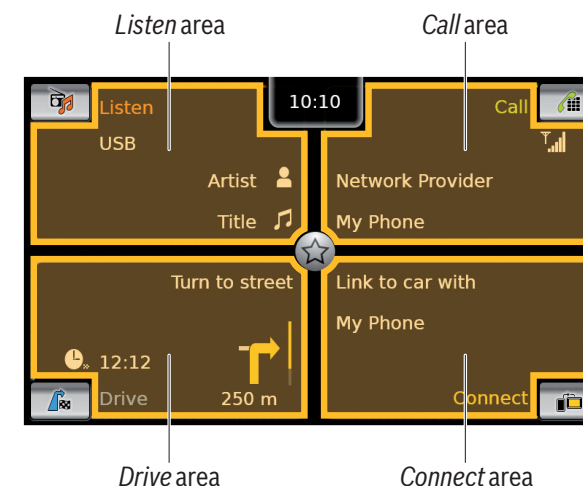 Listen area
Call area
10:10
Listen
Call
USB
Artist
Network Provider
Title
My Phone
Turn to street
Link to car with
My Phone
12:12
Drive
250 m
Connect
Drive area
Connect area